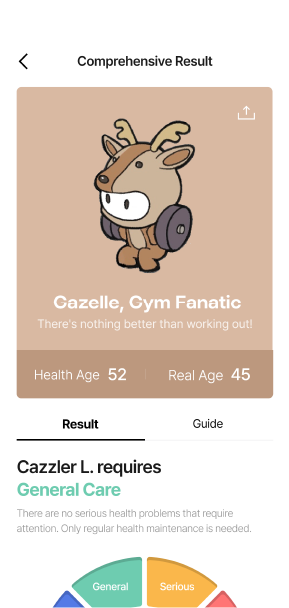 Comprehensive Result
Cazelle, Gym Fanatic
There's nothing better than working out!
Health Age 52 Real Age 45
Result Guide
Cazzler L. requires
General Care
There are no serious health problems that require
attention. Only regular health maintenance is needed.
General Serious